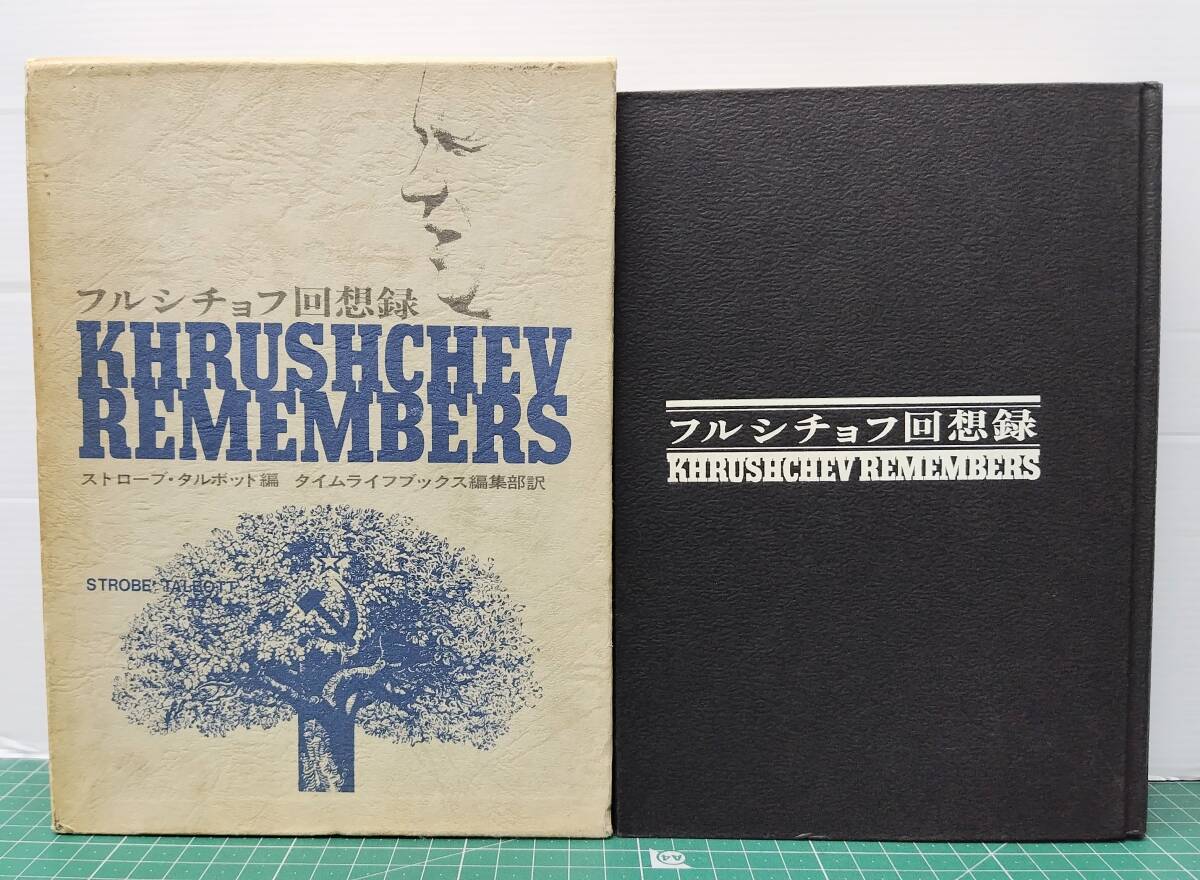 フルシチョフ回想録
KHRUSHCHEV
REMEMBERS
ストローブ・タルボット編 タイムライフブックス編集部訳
STROBE TALBOTT
フルシチョフ回想録
KHRUSHCHEV REMEMBERS
A4